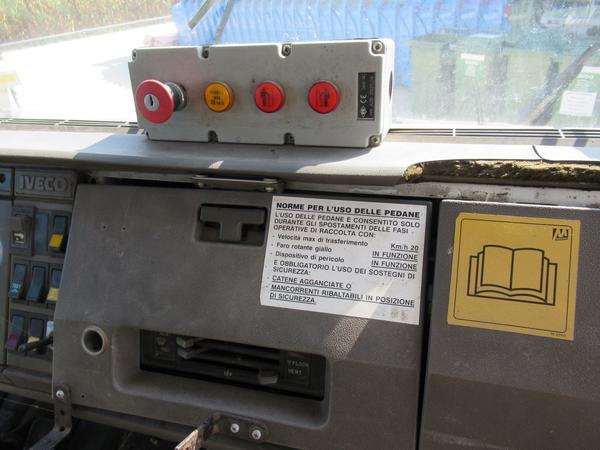 IVECO
NORME PER L'USO DELLE PEDANE
L'USO DELLE PEDANE E CONSENTITO SOLO
DURANTE GLI SPOSTAMENTI DELLE FASI
OPERATIVE DI RACCOLTA CON:
- Velocità max di trasferimento Km/h 20
- Faro rotante giallo IN FUNZIONE
- Dispositivo di pericolo IN FUNZIONE
E OBBLIGATORIO L'USO DEI SOSTEGNI DI
SICUREZZA:
- CATENE AGGANCIATE O
- MANCORRENTI RIBALTABILI IN POSIZIONE
DI SICUREZZA.
FLOOR
VENT